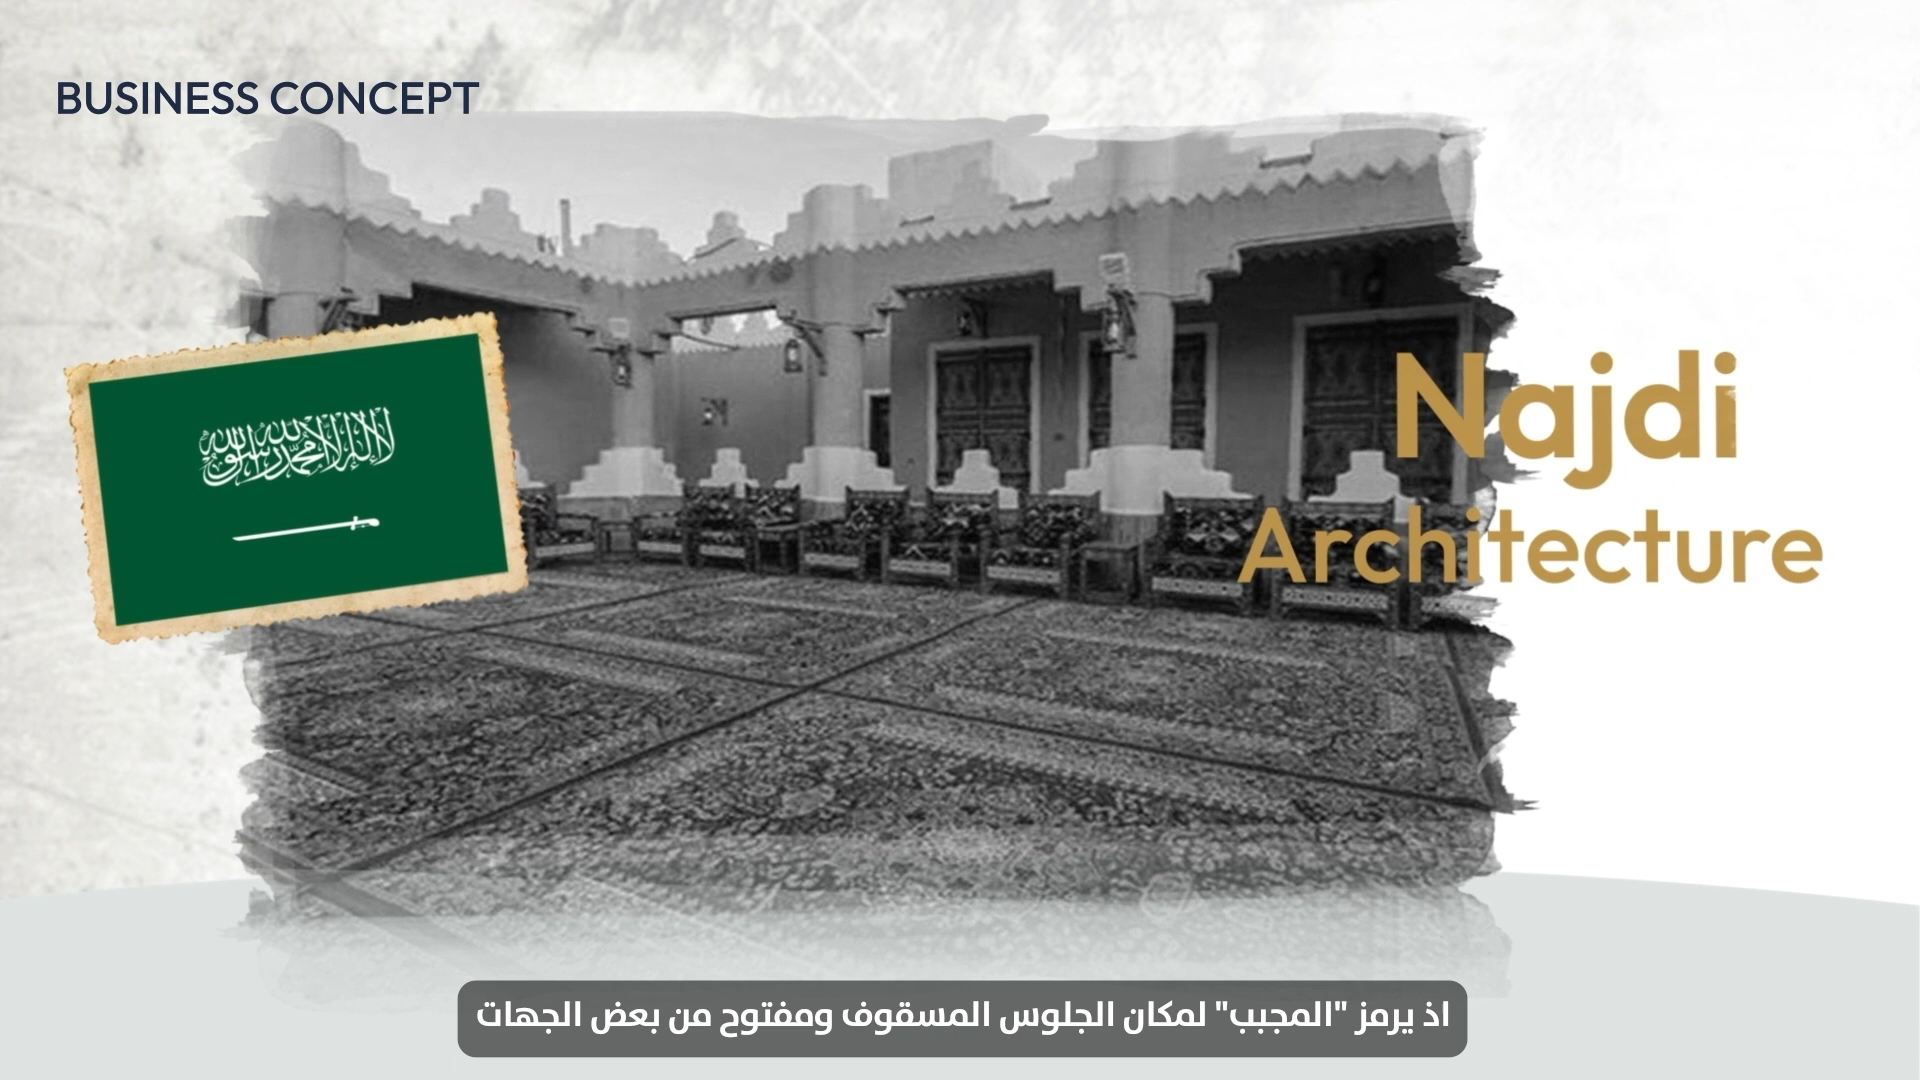 BUSINESS CONCEPT
لا إله إلا الله محمد رسول الله
Najdi
Architecture
اذ يرمز "المجبب" لمكان الجلوس المسقوف ومفتوح من بعض الجهات